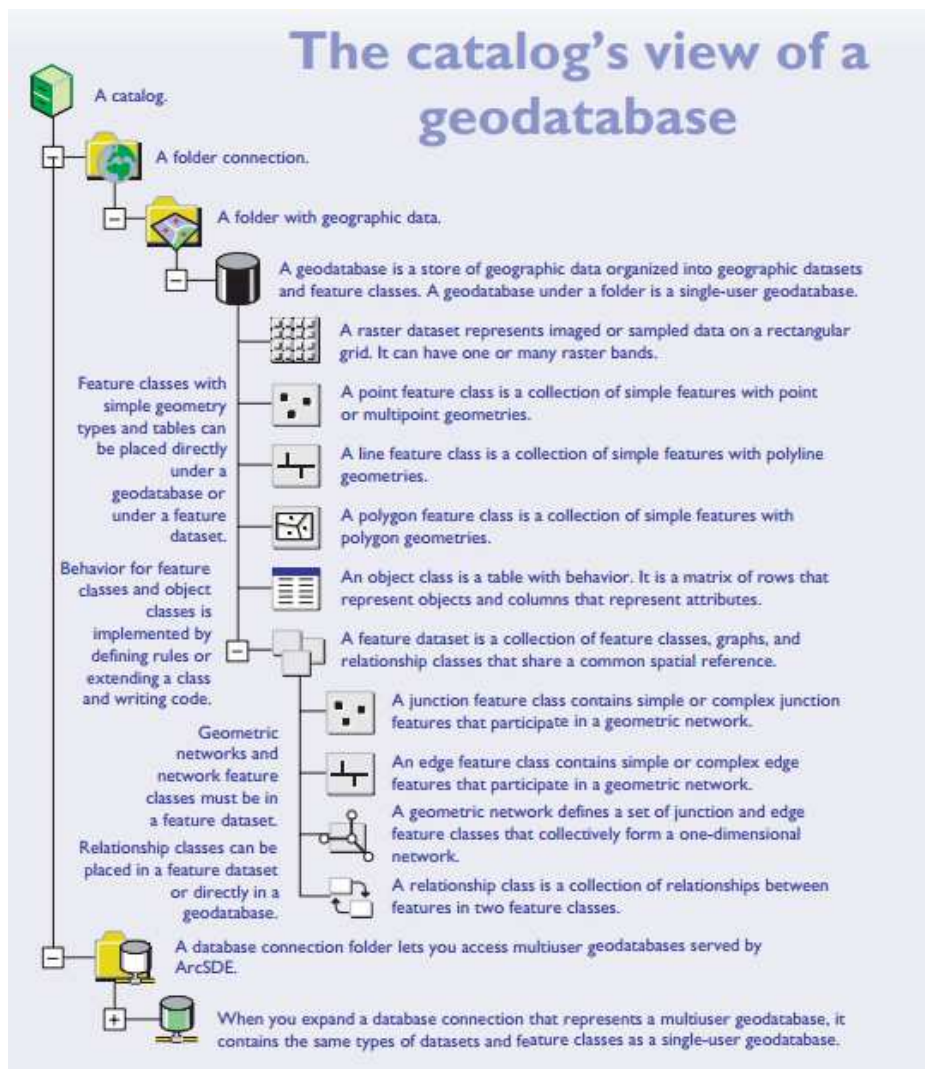 The catalog's view of a
geodatabase
A catalog.
A folder connection.
A folder with geographic data.
A geodatabase is a store of geographic data organized into geographic datasets
and feature classes. A geodatabase under a folder is a single-user geodatabase.
A raster dataset represents imaged or sampled data on a rectangular
grid. It can have one or many raster bands.
Feature classes with
simple geometry
types and tables can
be placed directly
under a
geodatabase or
under a feature
dataset.
A point feature class is a collection of simple features with point
or multipoint geometries.
A line feature class is a collection of simple features with polyline
geometries.
A polygon feature class is a collection of simple features with
polygon geometries.
Behavior for feature
classes and object
classes is
implemented by
defining rules or
extending a class
and writing code.
An object class is a table with behavior. It is a matrix of rows that
represent objects and columns that represent attributes.
A feature dataset is a collection of feature classes, graphs, and
relationship classes that share a common spatial reference.
A junction feature class contains simple or complex junction
features that participate in a geometric network.
Geometric
networks and
network feature
classes must be in
a feature dataset.
An edge feature class contains simple or complex edge
features that participate in a geometric network.
A geometric network defines a set of junction and edge
feature classes that collectively form a one-dimensional
network.
Relationship classes can be
placed in a feature dataset
or directly in a
geodatabase.
A relationship class is a collection of relationships between
features in two feature classes.
A database connection folder lets you access multiuser geodatabases served by
ArcSDE.
When you expand a database connection that represents a multiuser geodatabase, it
contains the same types of datasets and feature classes as a single-user geodatabase.